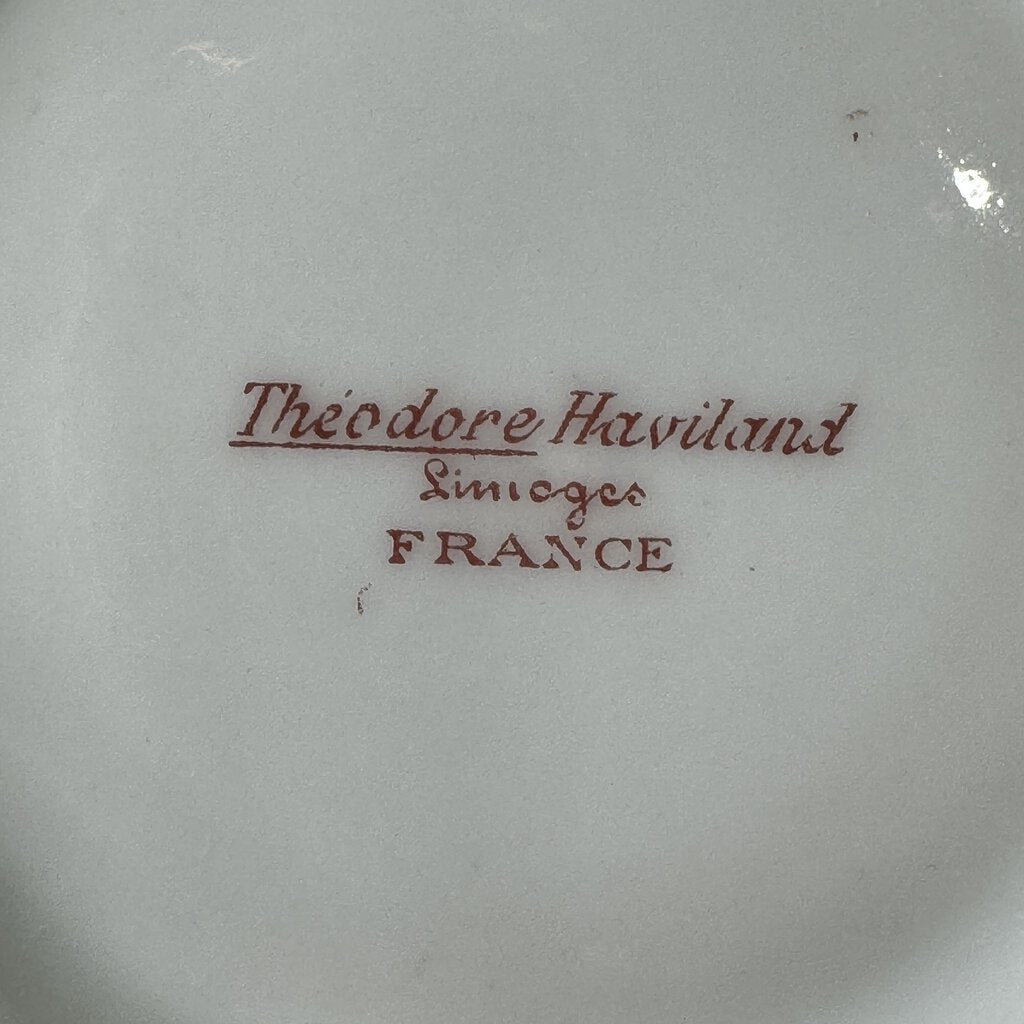 Théodore Haviland
Limoges
FRANCE